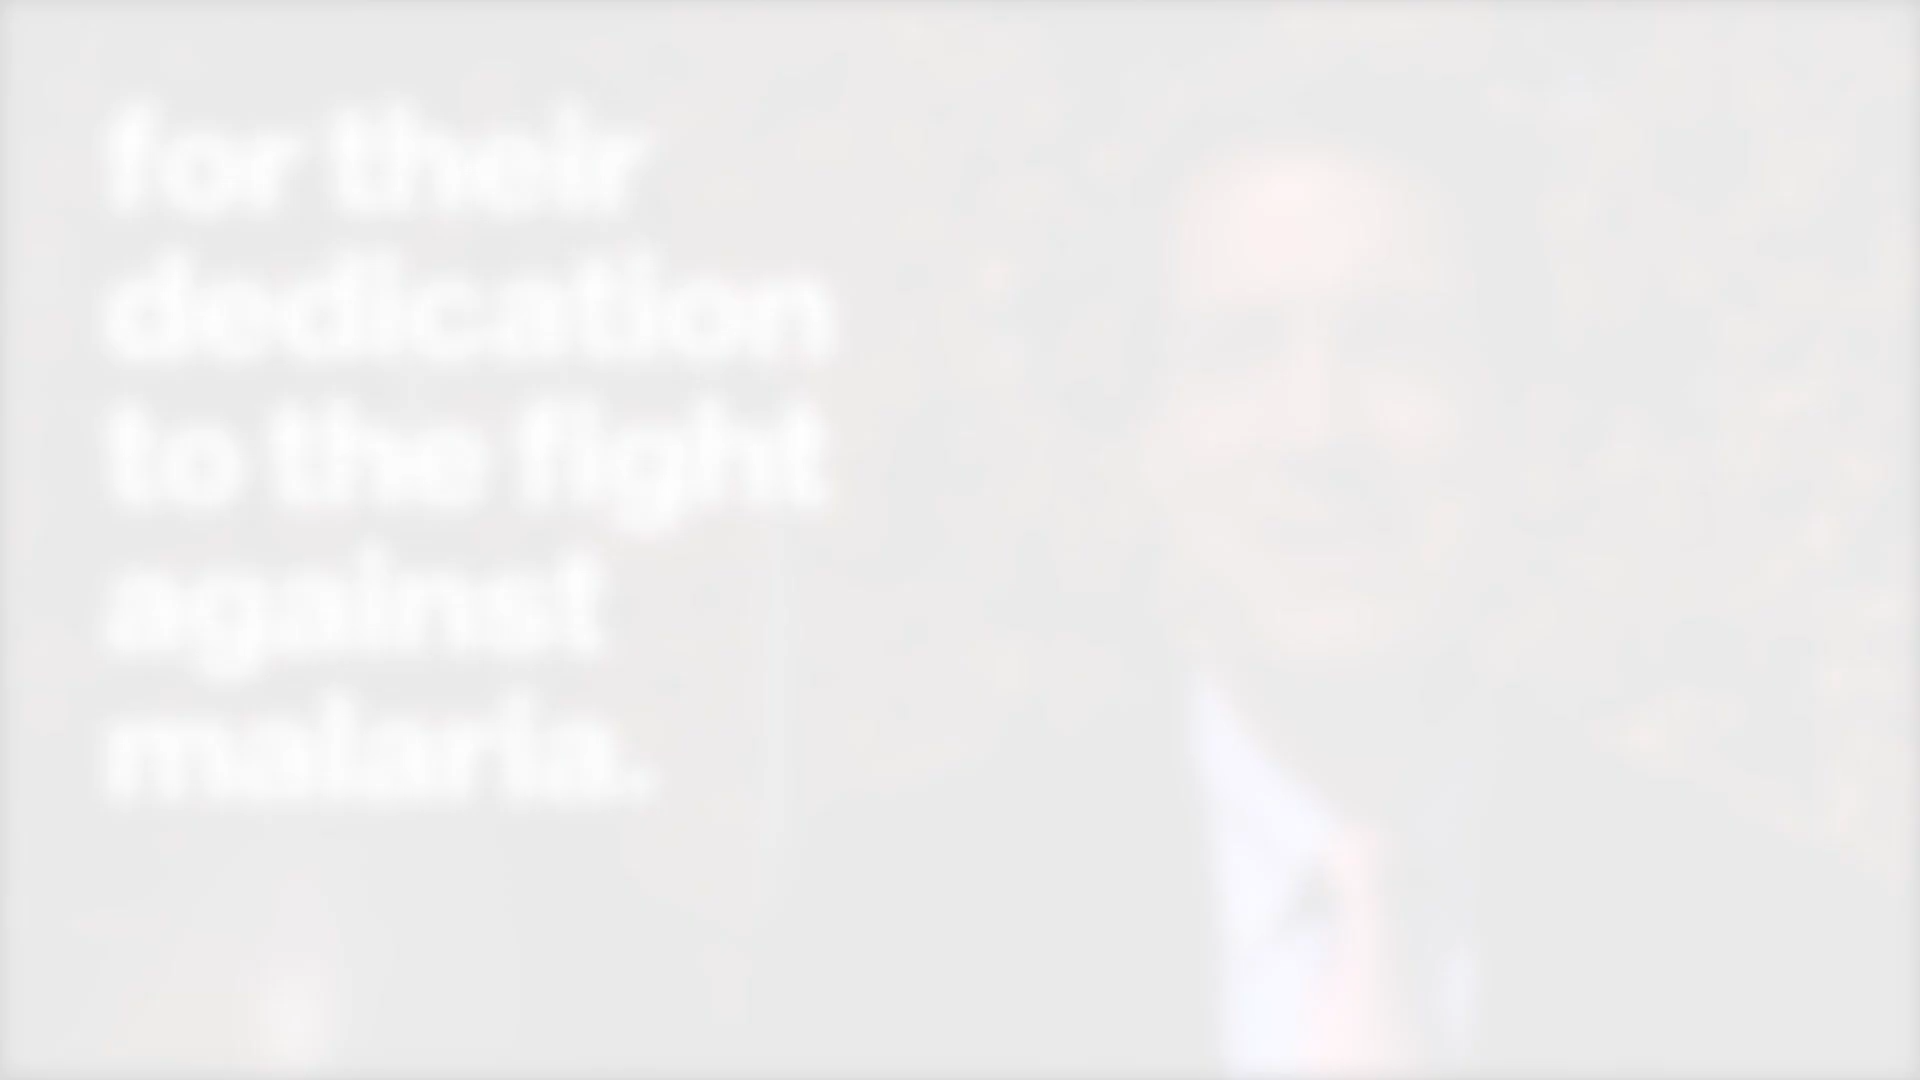 for their
dedication
to the fight
against
malaria.